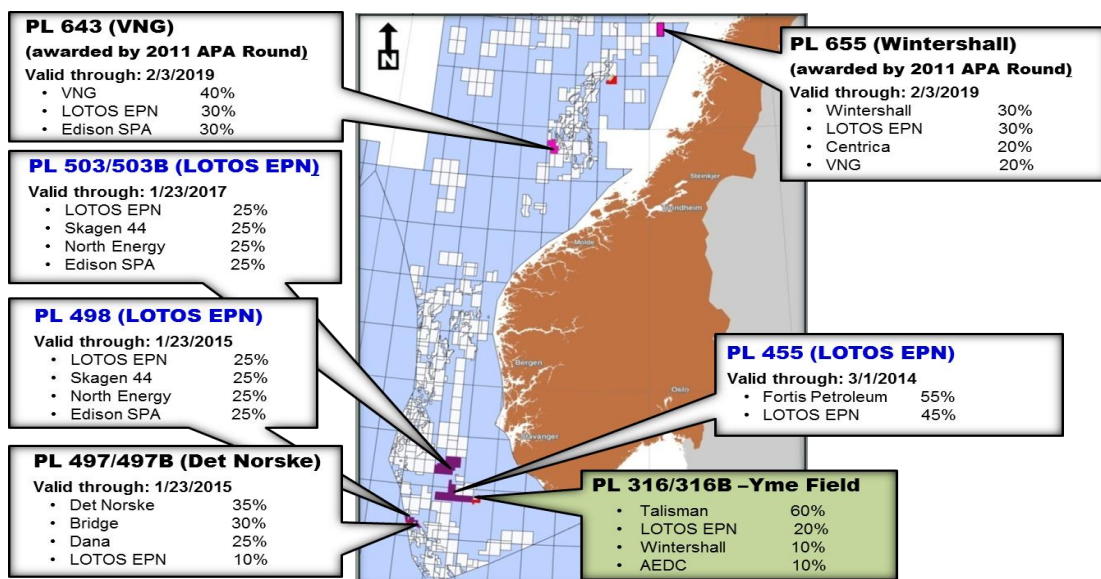 PL 643 (VNG)
(awarded by 2011 APA Round)
Valid through: 2/3/2019
• VNG 40%
• LOTOS EPN 30%
• Edison SPA 30%
PL 503/503B (LOTOS EPN)
Valid through: 1/23/2017
• LOTOS EPN 25%
• Skagen 44 25%
• North Energy 25%
• Edison SPA 25%
PL 498 (LOTOS EPN)
Valid through: 1/23/2015
• LOTOS EPN 25%
• Skagen 44 25%
• North Energy 25%
• Edison SPA 25%
PL 497/497B (Det Norske)
Valid through: 1/23/2015
• Det Norske 35%
• Bridge 30%
• Dana 25%
• LOTOS EPN 10%
N
PL 655 (Wintershall)
(awarded by 2011 APA Round)
Valid through: 2/3/2019
• Wintershall 30%
• LOTOS EPN 30%
• Centrica 20%
• VNG 20%
Steinkjer
Molde
Bergen
Oslo
Stavanger
PL 455 (LOTOS EPN)
Valid through: 3/1/2014
• Fortis Petroleum 55%
• LOTOS EPN 45%
PL 316/316B –Yme Field
• Talisman 60%
• LOTOS EPN 20%
• Wintershall 10%
• AEDC 10%